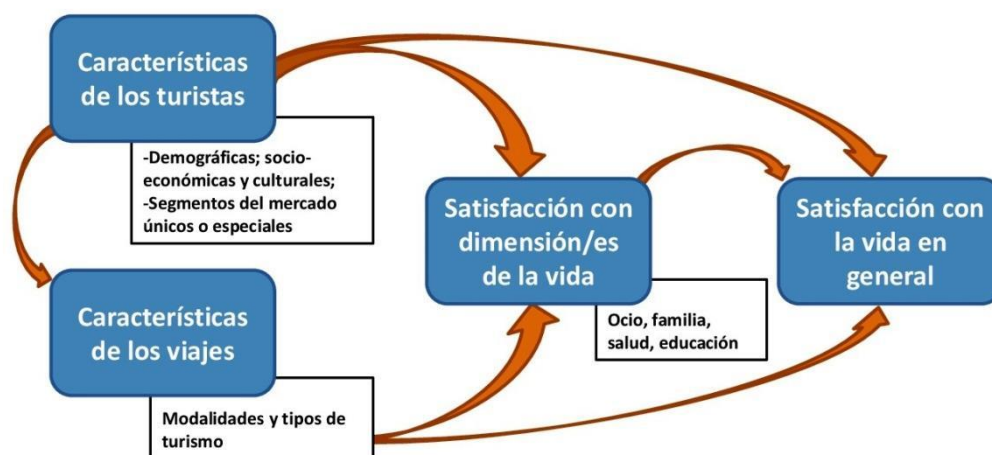 Características
de los turistas
-Demográficas; socio-
económicas y culturales;
-Segmentos del mercado
únicos o especiales
Satisfacción con
dimensión/es
de la vida
Satisfacción con
la vida en
general
Ocio, familia,
salud, educación
Características
de los viajes
Modalidades y tipos de
turismo